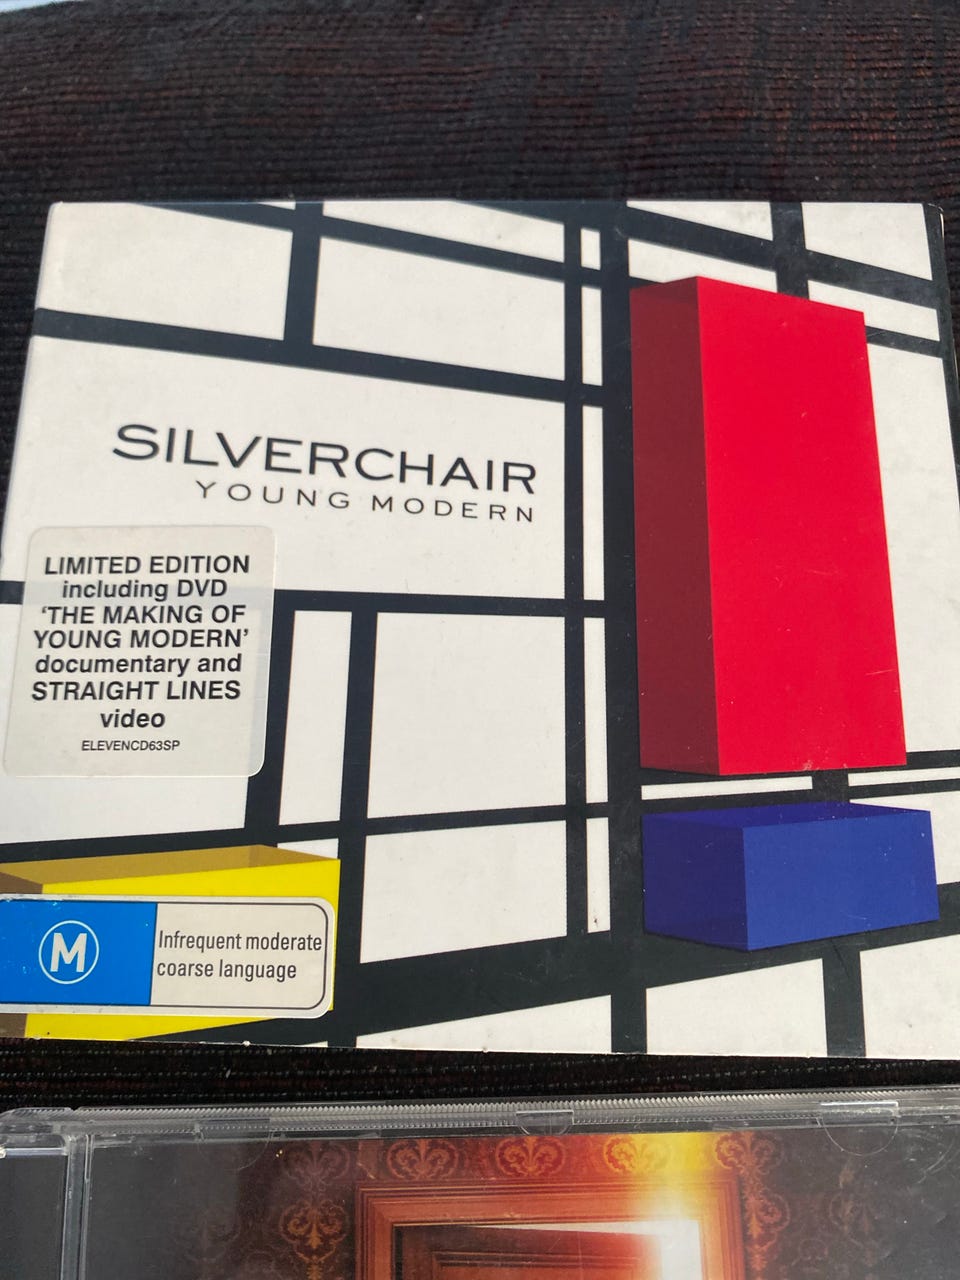 SILVERCHAIR
YOUNG MODERN
LIMITED EDITION
including DVD
‘THE MAKING OF
YOUNG MODERN’
documentary and
STRAIGHT LINES
video
ELEVENCD63SP
M
Infrequent moderate
coarse language